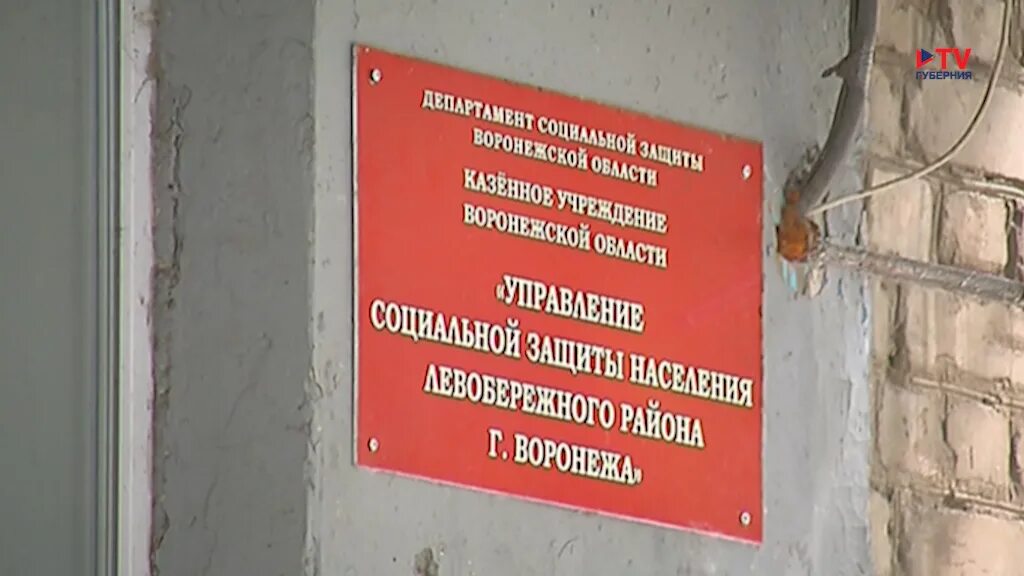 ДЕПАРТАМЕНТ СОЦИАЛЬНОЙ ЗАЩИТЫ
ВОРОНЕЖСКОЙ ОБЛАСТИ
КАЗЁННОЕ УЧРЕЖДЕНИЕ
ВОРОНЕЖСКОЙ ОБЛАСТИ
«УПРАВЛЕНИЕ
СОЦИАЛЬНОЙ ЗАЩИТЫ НАСЕЛЕНИЯ
ЛЕВОБЕРЕЖНОГО РАЙОНА
Г. ВОРОНЕЖА»
TV
ГУБЕРНИЯ